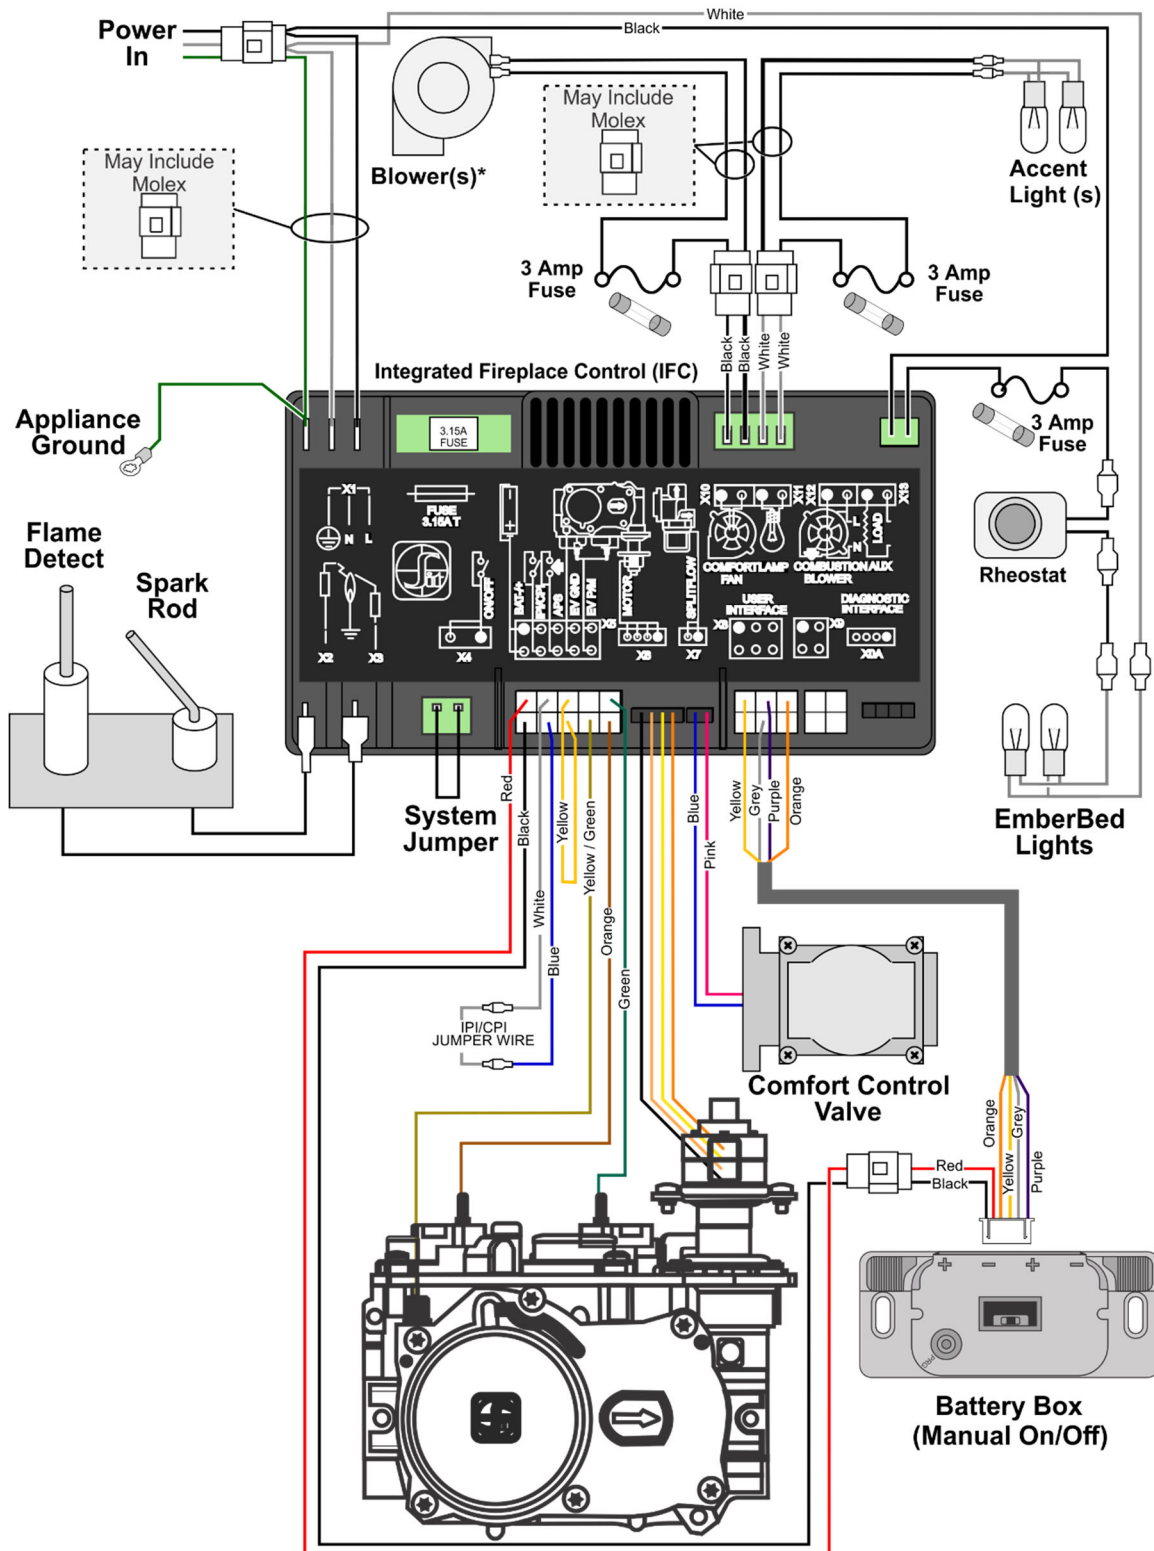 Power
In
White
Black
May Include
Molex
Blower(s)*
May Include
Molex
Accent
Light (s)
3 Amp
Fuse
3 Amp
Fuse
Black
Black
White
White
Integrated Fireplace Control (IFC)
Appliance
Ground
3.15A
FUSE
3 Amp
Fuse
Flame
Detect
Spark
Rod
X1
N
L
FUSE
3.15A T
ON/OFF
X2
X3
X4
BAT-/+
IPI/CPI
APS
EV GND
EV P/M
X5
MOTOR
X6
SPLITFLOW
X7
X10
X11
X12
X13
COMFORT
FAN
LAMP
COMBUSTION
BLOWER
AUX
L
N
LOAD
USER
INTERFACE
X8
X9
DIAGNOSTIC
INTERFACE
X0A
Rheostat
System
Jumper
Red
Black
White
Blue
Yellow
Yellow / Green
Orange
Green
Blue
Pink
Yellow
Grey
Purple
Orange
EmberBed
Lights
IPI/CPI
JUMPER WIRE
Comfort Control
Valve
Orange
Yellow
Grey
Purple
Red
Black
+ − + −
PRG
Battery Box
(Manual On/Off)